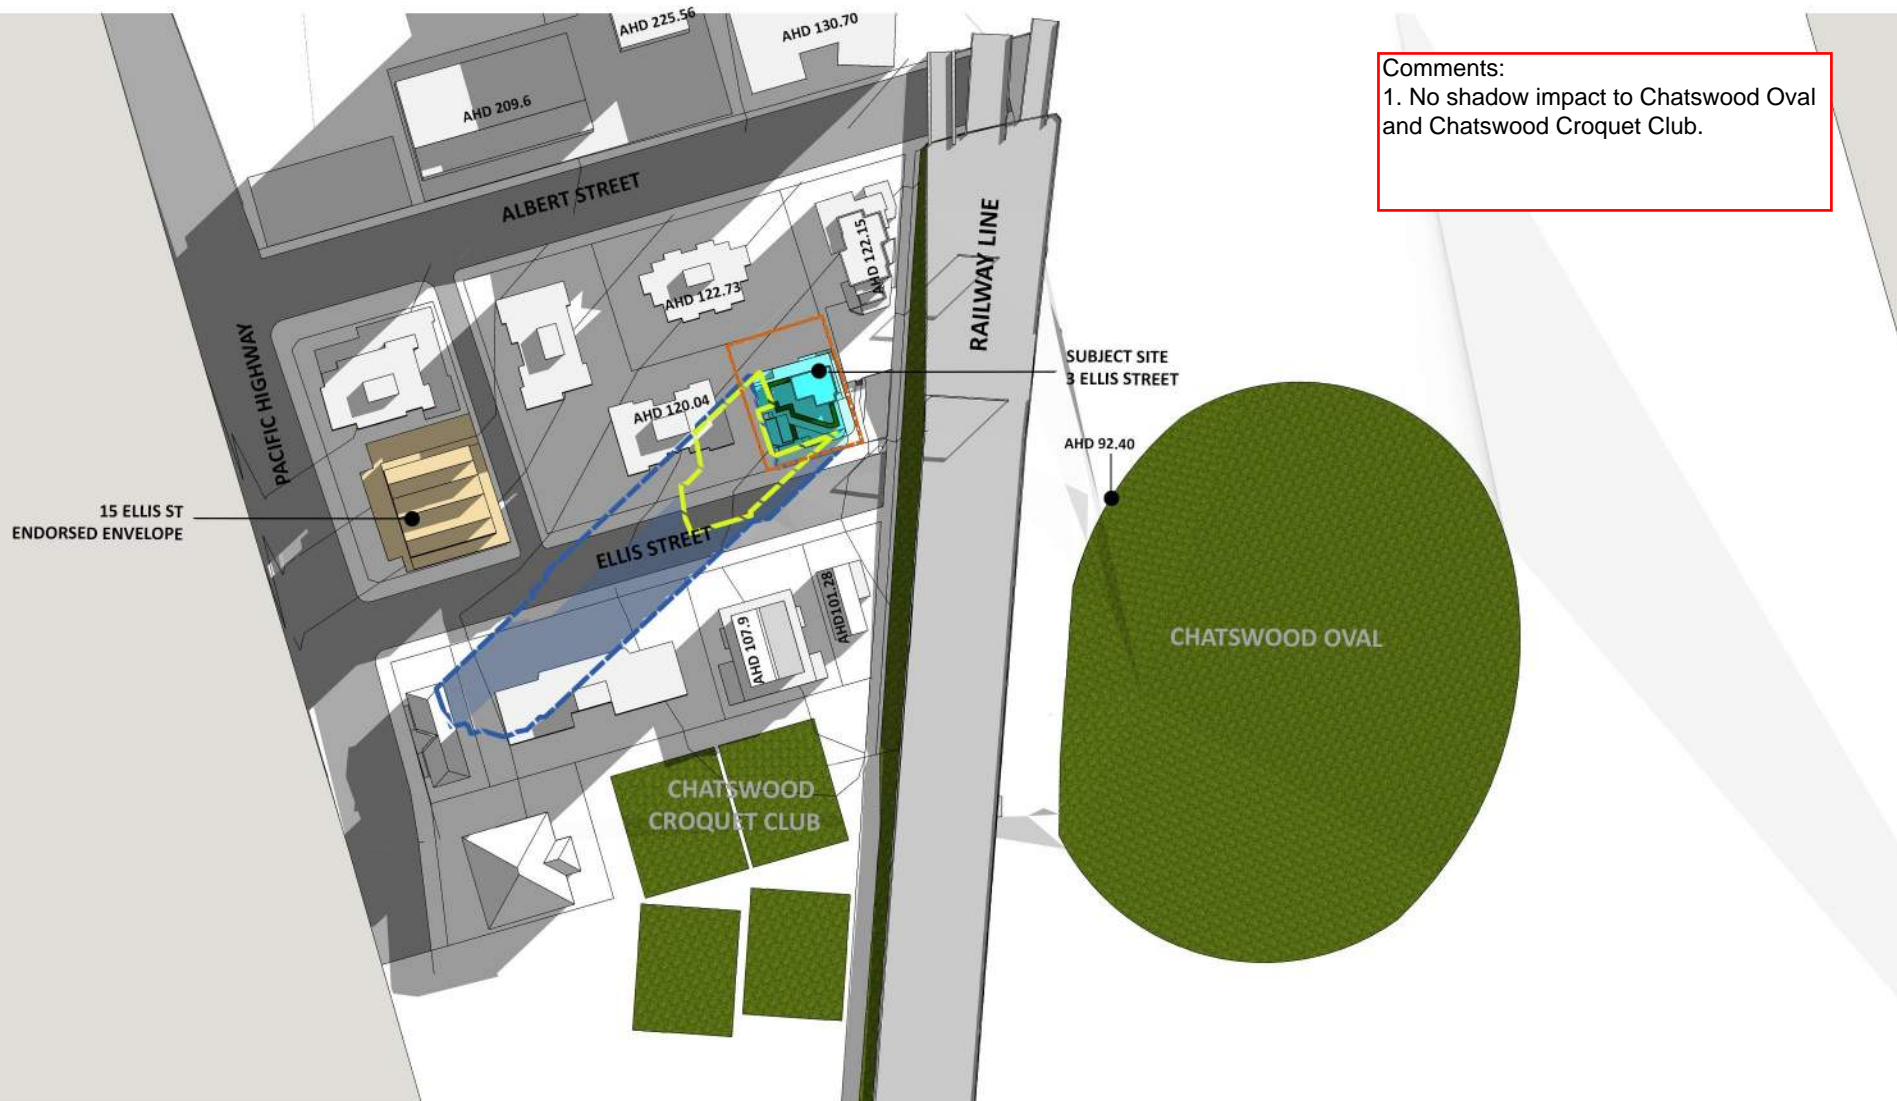 AHD 225.56
AHD 130.70
Comments:
1. No shadow impact to Chatswood Oval
and Chatswood Croquet Club.
AHD 209.6
ALBERT STREET
AHD 122.15
RAILWAY LINE
AHD 122.73
PACIFIC HIGHWAY
SUBJECT SITE
3 ELLIS STREET
AHD 120.04
AHD 92.40
15 ELLIS ST
ENDORSED ENVELOPE
ELLIS STREET
AHD101.28
AHD 107.9
CHATSWOOD OVAL
CHATSWOOD
CROQUET CLUB